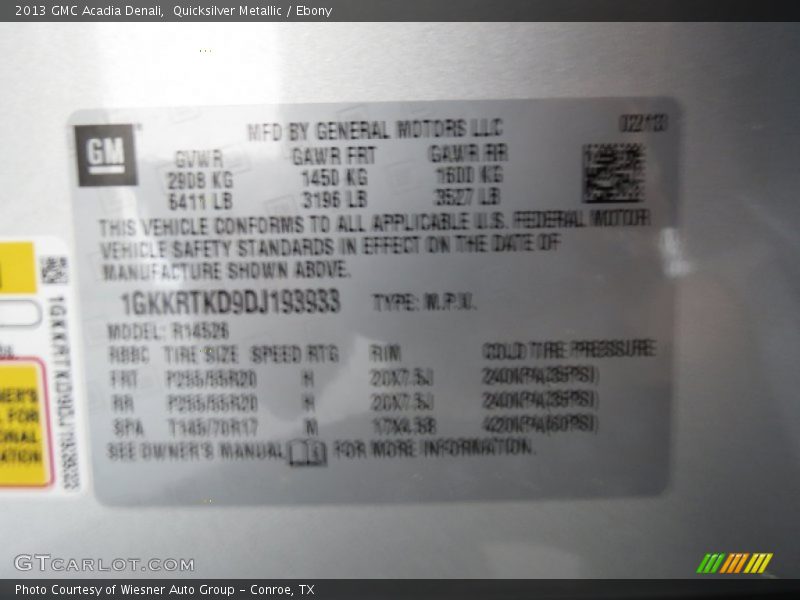 2013 GMC Acadia Denali,  Quicksilver Metallic / Ebony
GM
MFD BY GENERAL MOTORS LLC
GVWR GAWR FRT GAWR RR
2908 KG 1450 KG 1600 KG
6411 LB 3196 LB 3527 LB
THIS VEHICLE CONFORMS TO ALL APPLICABLE U.S. FEDERAL MOTOR
VEHICLE SAFETY STANDARDS IN EFFECT ON THE DATE OF
MANUFACTURE SHOWN ABOVE.
1GKKRTKD9DJ193933 TYPE: M.P.V.
MODEL: R14526
TIRE SIZE SPEED RTG RIM COLD TIRE PRESSURE
FRT P255/55R20 H 20X7.5J 240KPA(35PSI)
RR P255/55R20 H 20X7.5J 240KPA(35PSI)
SPA T145/70R17 M 420KPA(60PSI)
SEE OWNER'S MANUAL FOR MORE INFORMATION.
1GKKRTKD9DJ193933
GTCARLOT.COM
Photo Courtesy of Wiesner Auto Group - Conroe, TX